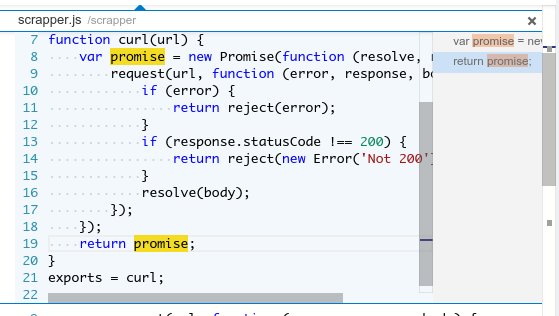 scrapper.js /scrapper
7 function curl(url) {
8 var promise = new Promise(function (resolve,
9 request(url, function (error, response,
10 if (error) {
11 return reject(error);
12 }
13 if (response.statusCode !== 200) {
14 return reject(new Error('Not 200')
15 }
16 resolve(body);
17 });
18 });
19 return promise;
20 }
21 exports = curl;
22
var promise = new
return promise;